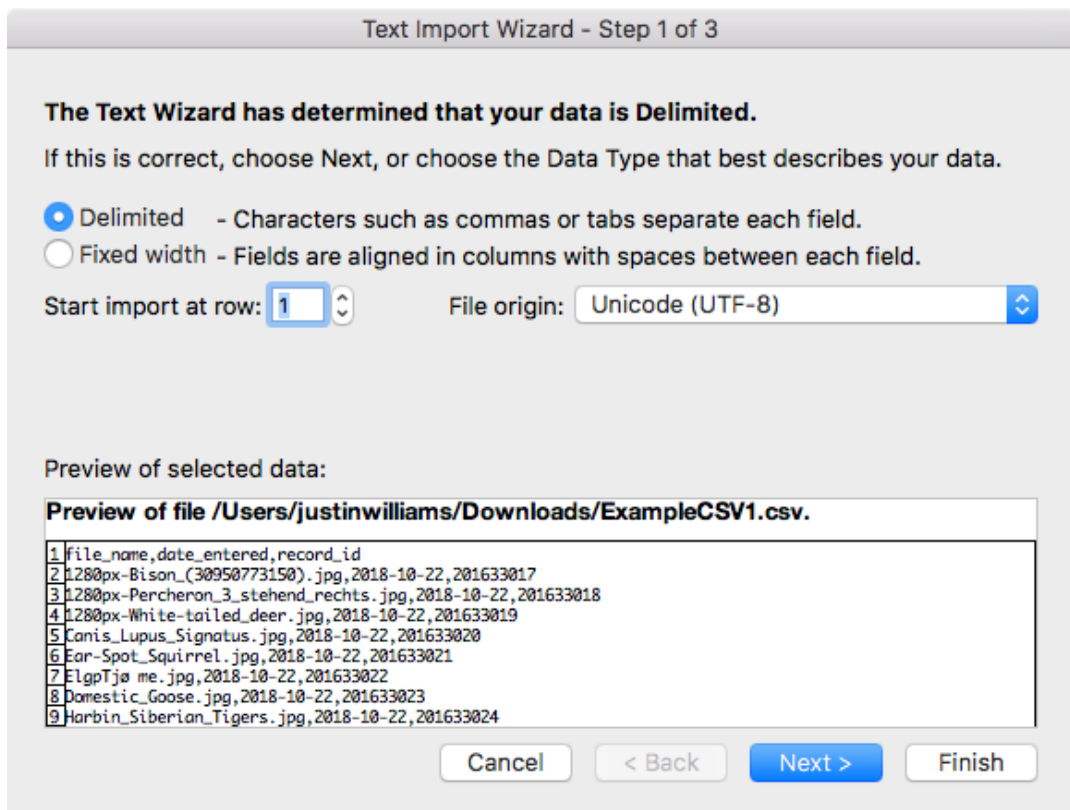 Text Import Wizard - Step 1 of 3
The Text Wizard has determined that your data is Delimited.
If this is correct, choose Next, or choose the Data Type that best describes your data.
Delimited - Characters such as commas or tabs separate each field.
Fixed width - Fields are aligned in columns with spaces between each field.
Start import at row: 1 File origin: Unicode (UTF-8)
Preview of selected data:
Preview of file /Users/justinwilliams/Downloads/ExampleCSV1.csv.
1 file_name,date_entered,record_id
2 1280px-Bison_(30950773150).jpg,2018-10-22,201633017
3 1280px-Percheron_3_stehend_rechts.jpg,2018-10-22,201633018
4 1280px-White-tailed_deer.jpg,2018-10-22,201633019
5 Canis_Lupus_Signatus.jpg,2018-10-22,201633020
6 Ear-Spot_Squirrel.jpg,2018-10-22,201633021
7 ElgpTjø me.jpg,2018-10-22,201633022
8 Domestic_Goose.jpg,2018-10-22,201633023
9 Harbin_Siberian_Tigers.jpg,2018-10-22,201633024
Cancel < Back Next > Finish